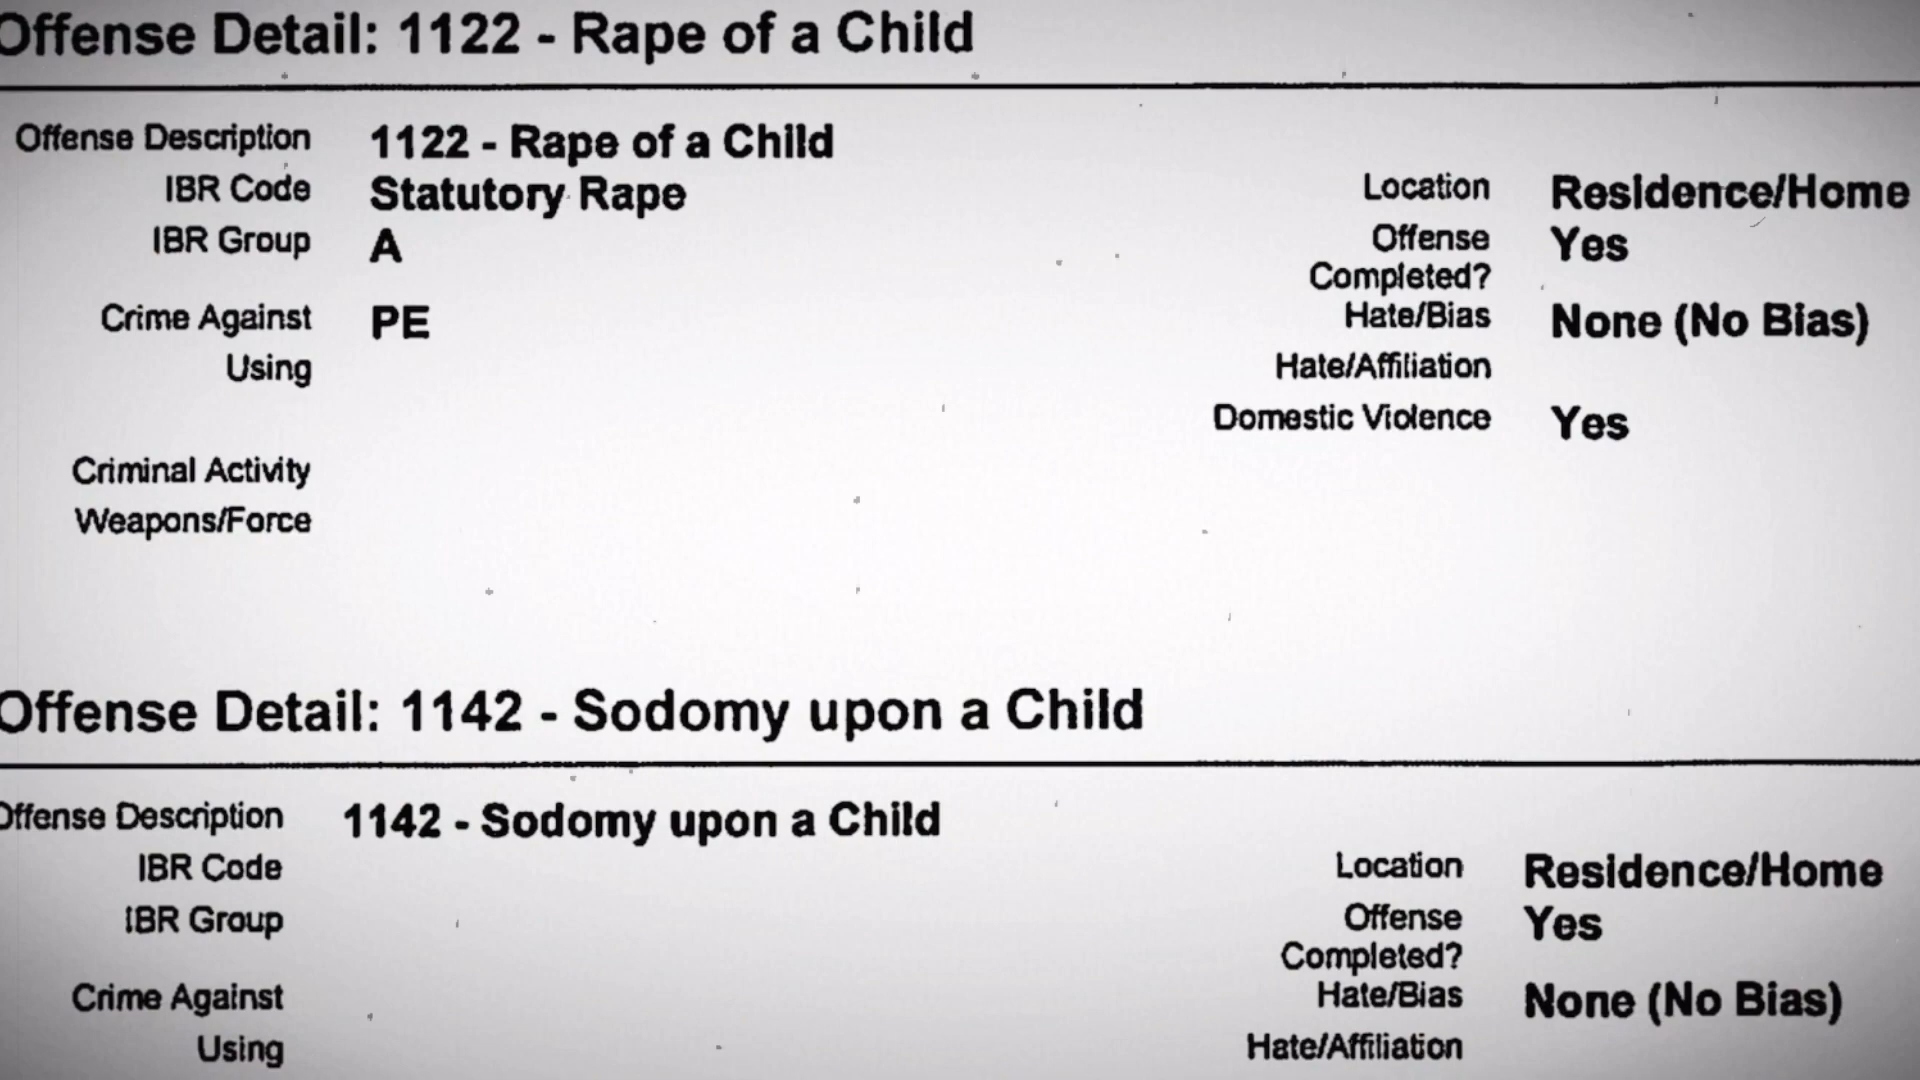 Offense Detail: 1122 - Rape of a Child
Offense Description 1122 - Rape of a Child
IBR Code Statutory Rape Location Residence/Home
IBR Group A Offense Completed? Yes
Crime Against PE Hate/Bias None (No Bias)
Using Hate/Affiliation
Domestic Violence Yes
Criminal Activity
Weapons/Force
Offense Detail: 1142 - Sodomy upon a Child
Offense Description 1142 - Sodomy upon a Child
IBR Code Location Residence/Home
IBR Group Offense Completed? Yes
Crime Against Hate/Bias None (No Bias)
Using Hate/Affiliation